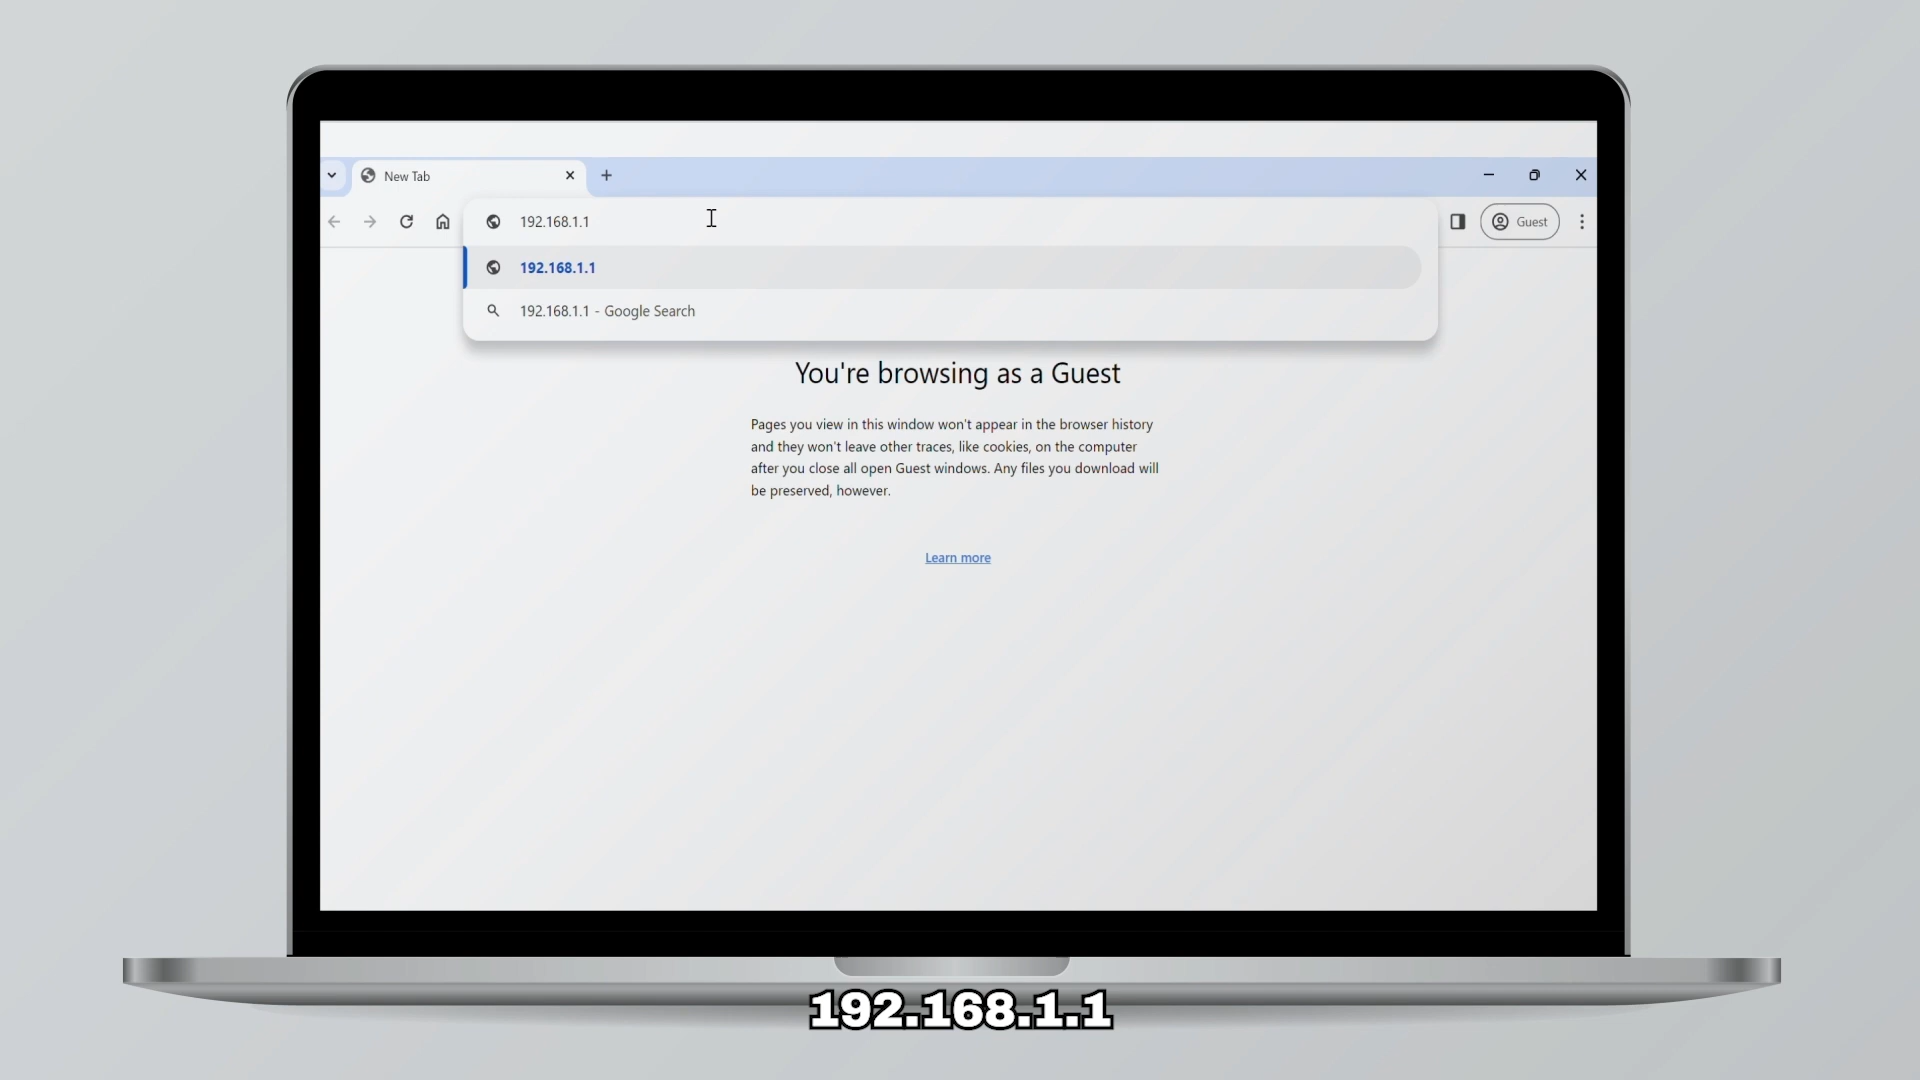 New Tab
192.168.1.1
Guest
192.168.1.1
192.168.1.1 - Google Search
You're browsing as a Guest
Pages you view in this window won't appear in the browser history
and they won't leave other traces, like cookies, on the computer
after you close all open Guest windows. Any files you download will
be preserved, however.
Learn more
192.168.1.1